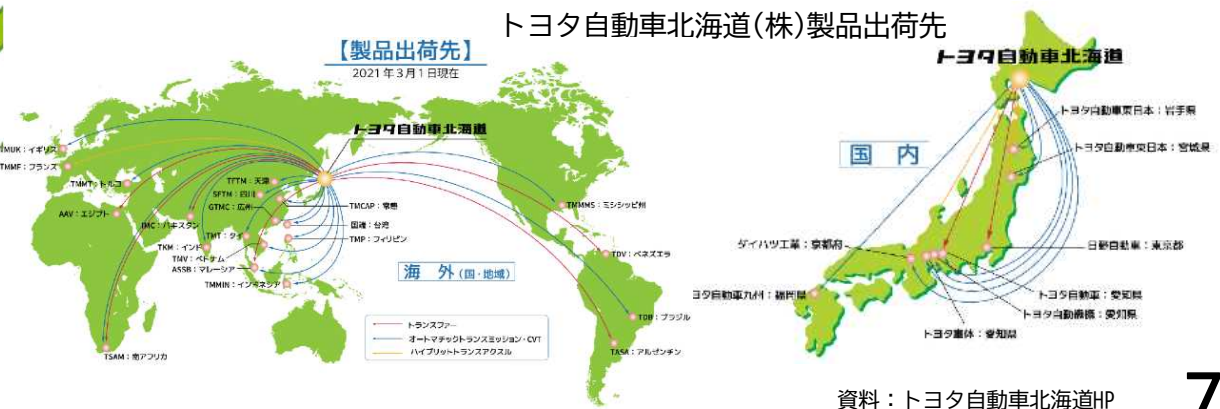 トヨタ自動車北海道(株)製品出荷先
【製品出荷先】
2021年3月1日現在
トヨタ自動車北海道
TMUK：イギリス
TMMF：フランス
TMMT：トルコ
AAV：エジプト
IMC：パキスタン
TKM：インド
TFTM：天津
SFTM：四川
GTMC：広州
TMT：タイ
TMV：ベトナム
ASSB：マレーシア
TMMIN：インドネシア
TMCAP：常熟
国瑞：台湾
TMP：フィリピン
TMMMS：ミシシッピ州
TDV：ベネズエラ
TDB：ブラジル
TASA：アルゼンチン
TSAM：南アフリカ
海 外 (国・地域)
トランスファー
オートマチックトランスミッション・CVT
ハイブリットトランスアクスル
トヨタ自動車北海道
国 内
トヨタ自動車東日本：岩手県
トヨタ自動車東日本：宮城県
ダイハツ工業：京都府
日野自動車：東京都
ヨタ自動車九州：福岡県
トヨタ自動車：愛知県
トヨタ自動織機：愛知県
トヨタ車体：愛知県
資料：トヨタ自動車北海道HP
7